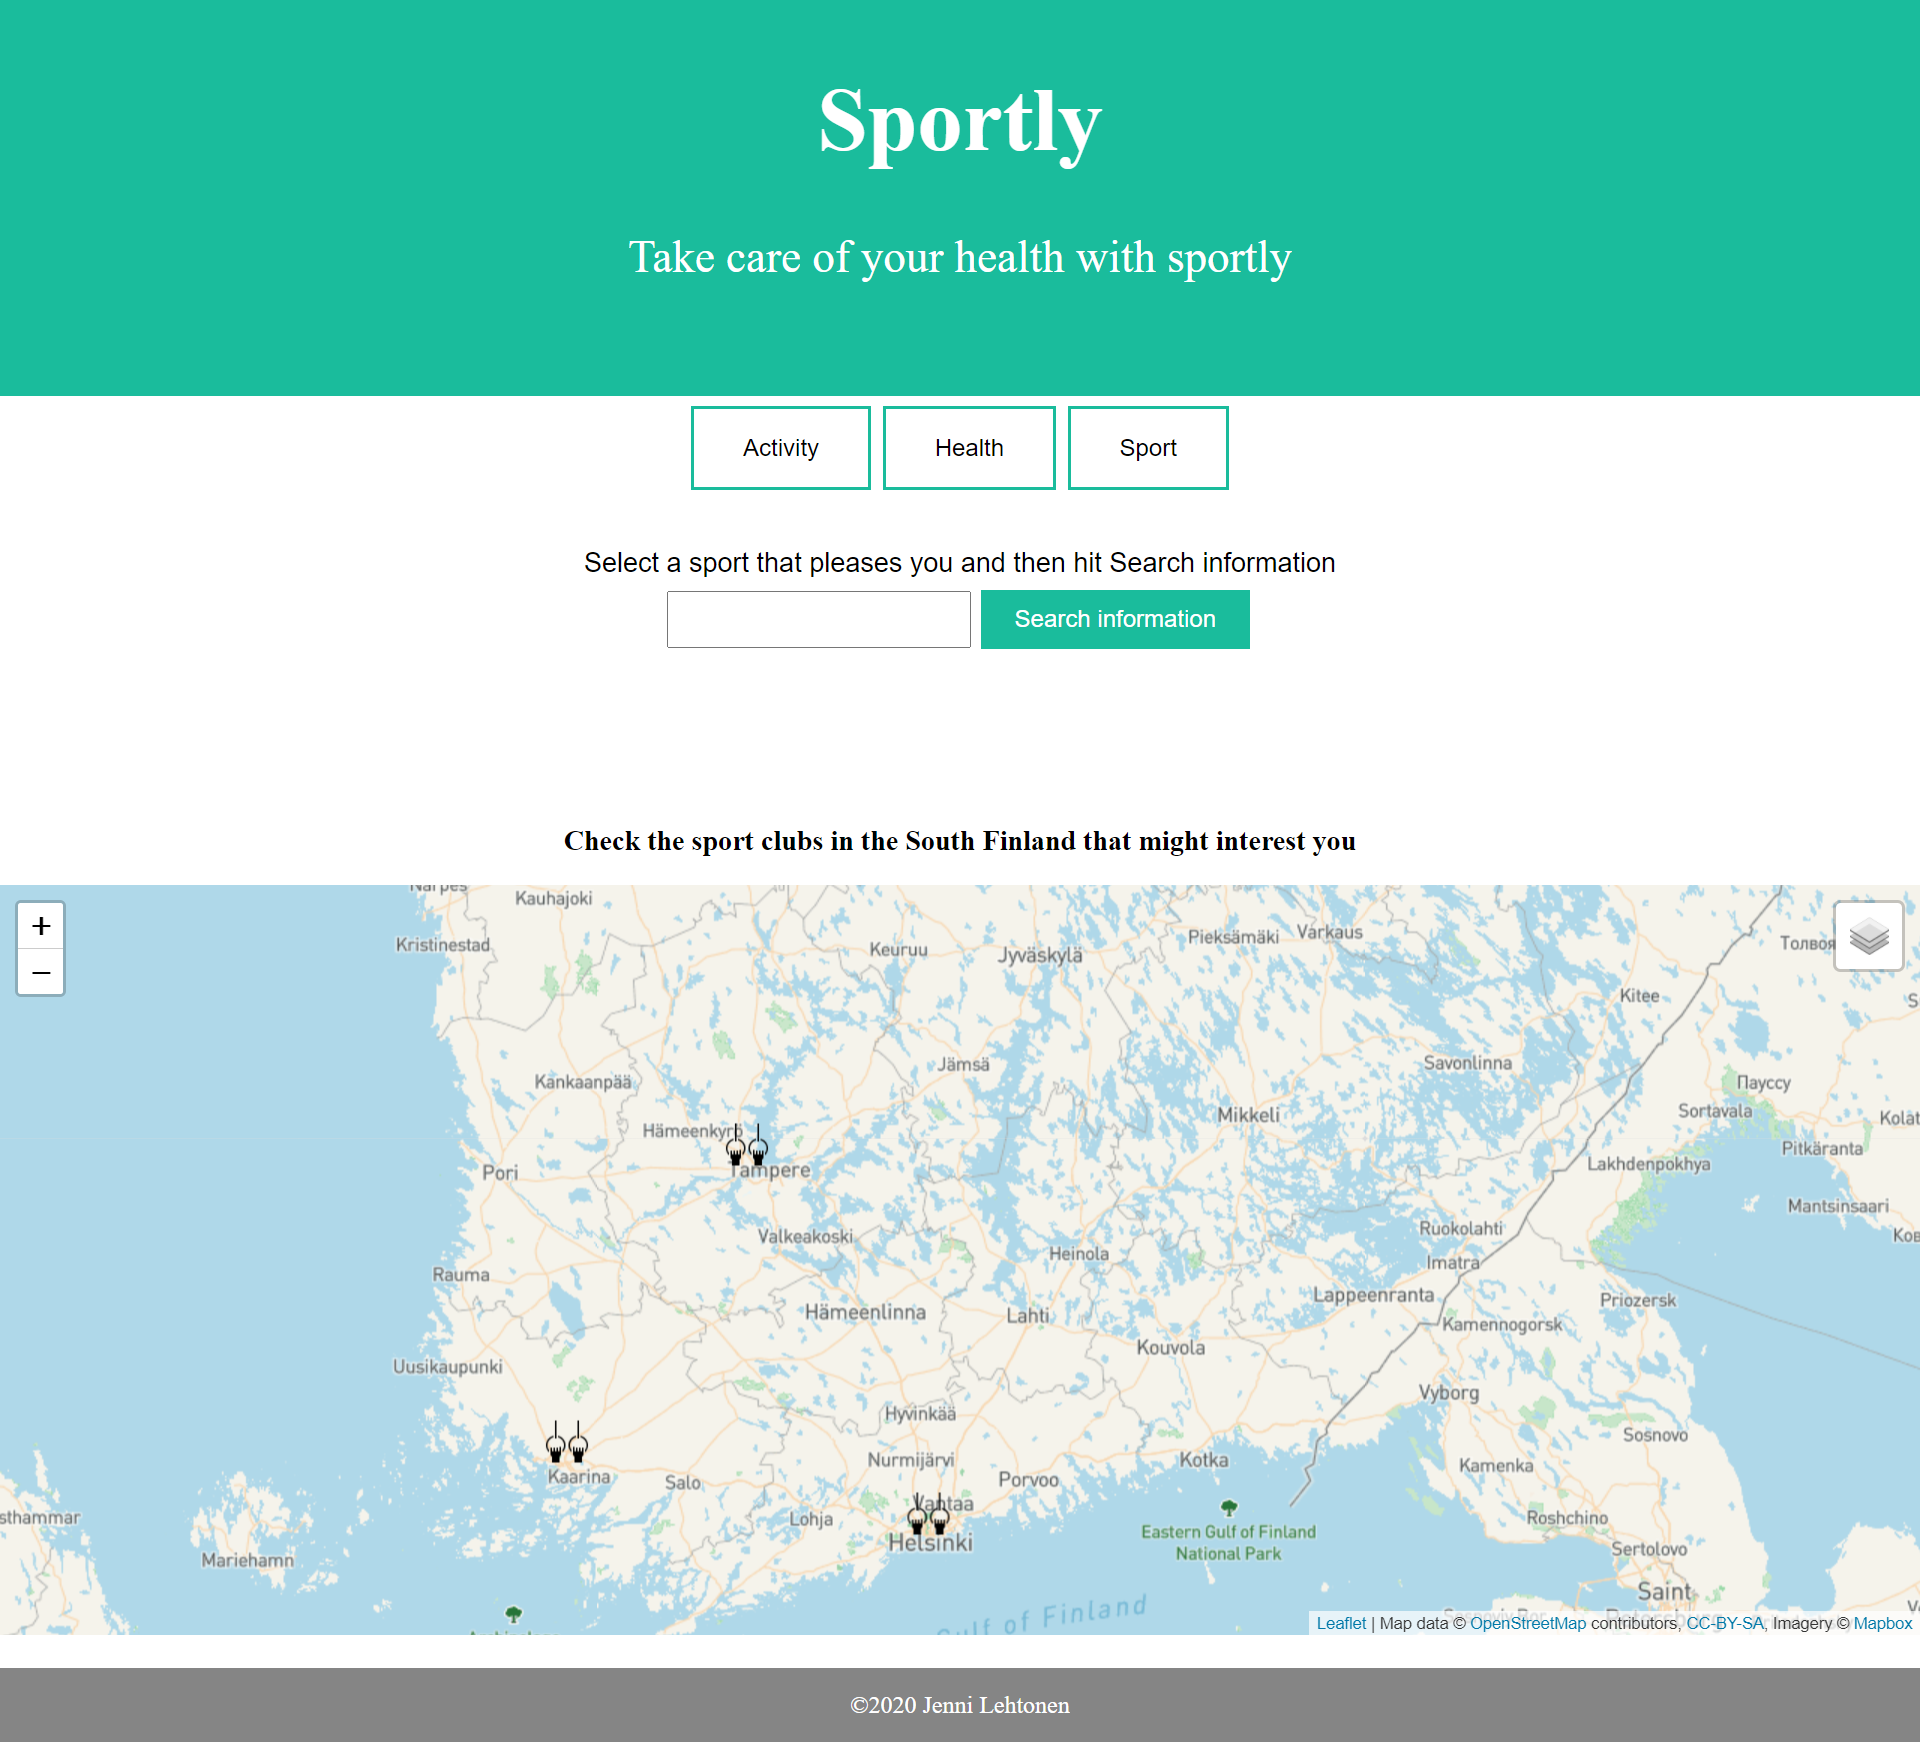 Sportly
Take care of your health with sportly
Activity
Health
Sport
Select a sport that pleases you and then hit Search information
Search information
Check the sport clubs in the South Finland that might interest you
+
−
Kauhajoki
Kristinestad
Keuruu
Jyväskylä
Pieksämäki
Varkaus
Kitee
Jämsä
Savonlinna
Kankaanpää
Пауссу
Sortavala
Mikkeli
Hämeenkyrö
Pitkäranta
Lakhdenpokhya
Pori
Tampere
Mantsinsaari
Valkeakoski
Ruokolahti
Heinola
Imatra
Rauma
Lappeenranta
Priozersk
Hämeenlinna
Lahti
Kamennogorsk
Kouvola
Uusikaupunki
Vyborg
Hyvinkää
Sosnovo
Nurmijärvi
Kotka
Kamenka
Kaarina
Salo
Porvoo
Vantaa
Lohja
Roshchino
sthammar
Helsinki
Eastern Gulf of Finland
National Park
Mariehamn
Sertolovo
Saint
Gulf of Finland
Leaflet | Map data © OpenStreetMap contributors, CC-BY-SA, Imagery © Mapbox
©2020 Jenni Lehtonen